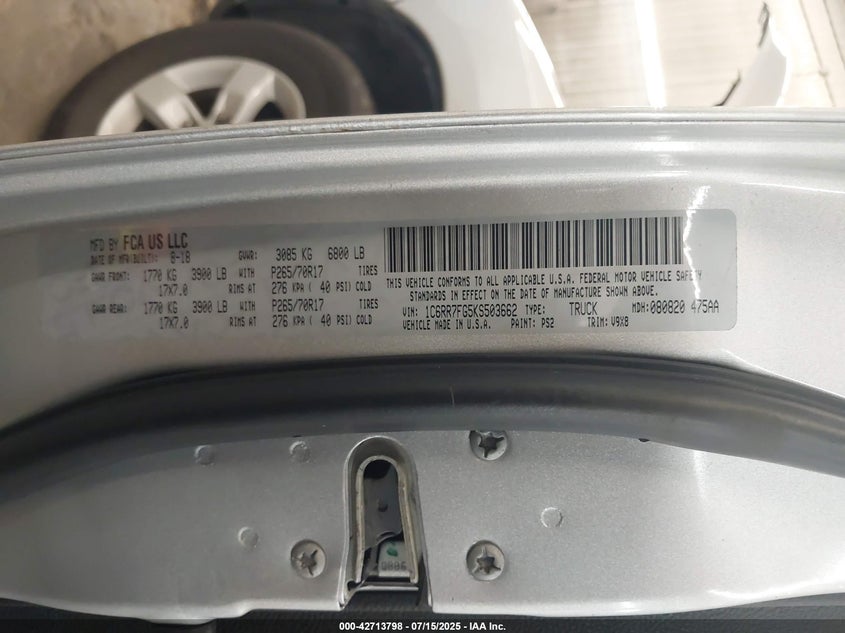 MFD BY FCA US LLC
DATE OF MFR(BUILT): 8-18 GVWR: 3085 KG 6800 LB
GAWR FRONT: 1770 KG 3900 LB WITH P265/70R17 TIRES
17X7.0 RIMS AT 276 KPA ( 40 PSI) COLD
GAWR REAR: 1770 KG 3900 LB WITH P265/70R17 TIRES
17X7.0 RIMS AT 276 KPA ( 40 PSI) COLD
THIS VEHICLE CONFORMS TO ALL APPLICABLE U.S.A. FEDERAL MOTOR VEHICLE SAFETY
STANDARDS IN EFFECT ON THE DATE OF MANUFACTURE SHOWN ABOVE.
VIN: 1C6RR7FG5KS503662 TYPE: TRUCK MDH: 080820 475AA
MADE IN U.S.A. PAINT: PS2 TRIM: V9X8
000-42713798 - 07/15/2025 - IAA Inc.